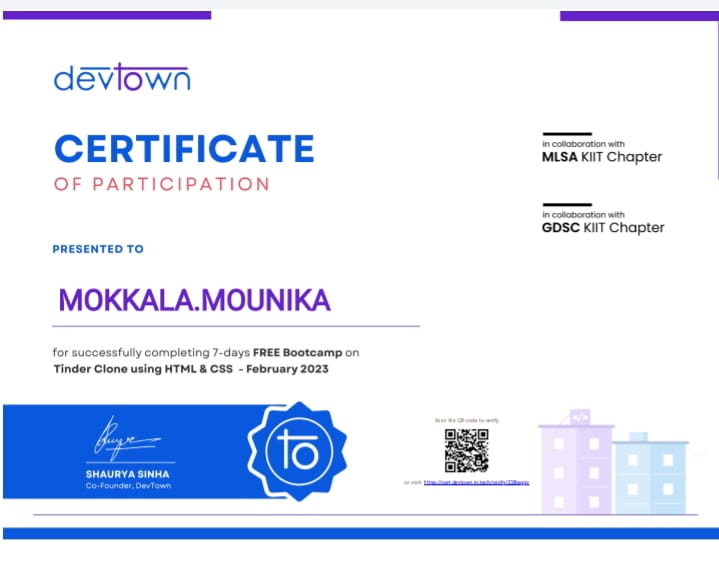 devtown
CERTIFICATE
OF PARTICIPATION
in collaboration with
MLSA KIIT Chapter
in collaboration with
GDSC KIIT Chapter
PRESENTED TO
MOKKALA.MOUNIKA
for successfully completing 7-days FREE Bootcamp on
Tinder Clone using HTML & CSS - February 2023
SHAURYA SINHA
Co-Founder, DevTown
to
Scan the QR code to verify
or visit: